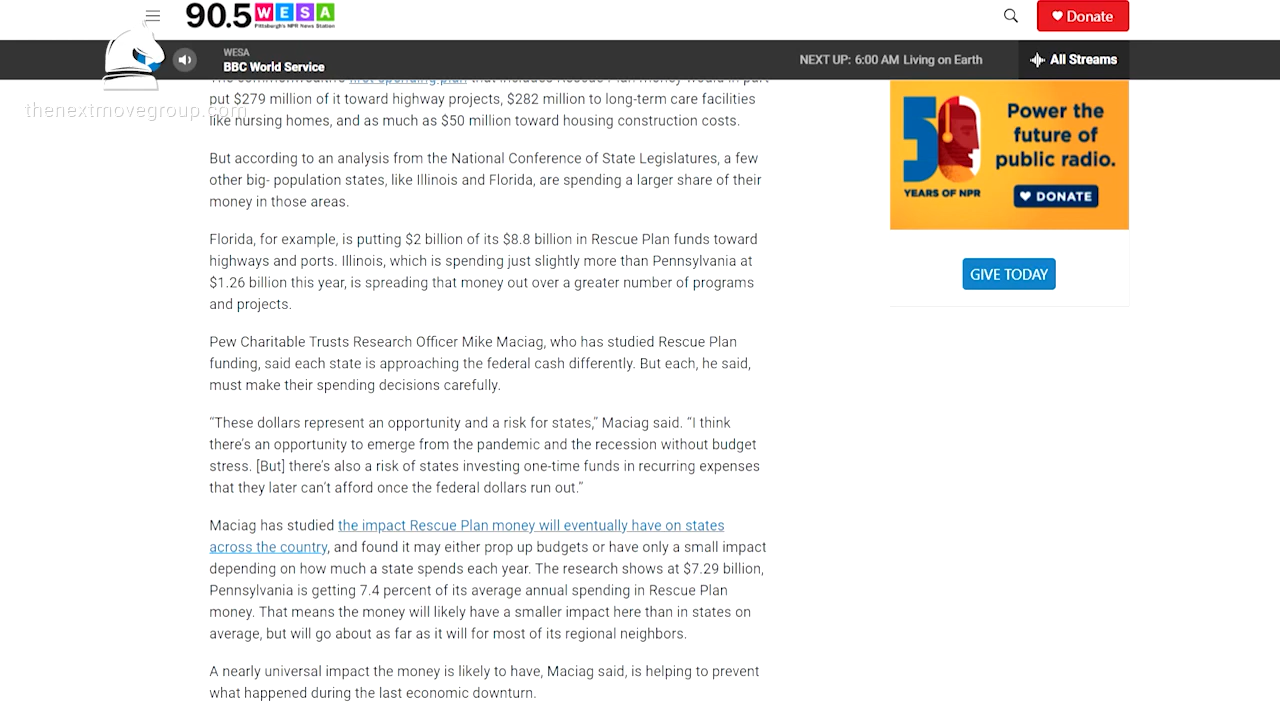 90.5 WESA
Pittsburgh's NPR News Station
Donate
WESA
BBC World Service
NEXT UP: 6:00 AM Living on Earth
All Streams
thenextmovegroup.com
first spending plan that includes Rescue Plan money would in part
put $279 million of it toward highway projects, $282 million to long-term care facilities
like nursing homes, and as much as $50 million toward housing construction costs.
But according to an analysis from the National Conference of State Legislatures, a few
other big- population states, like Illinois and Florida, are spending a larger share of their
money in those areas.
Florida, for example, is putting $2 billion of its $8.8 billion in Rescue Plan funds toward
highways and ports. Illinois, which is spending just slightly more than Pennsylvania at
$1.26 billion this year, is spreading that money out over a greater number of programs
and projects.
Pew Charitable Trusts Research Officer Mike Maciag, who has studied Rescue Plan
funding, said each state is approaching the federal cash differently. But each, he said,
must make their spending decisions carefully.
“These dollars represent an opportunity and a risk for states,” Maciag said. “I think
there’s an opportunity to emerge from the pandemic and the recession without budget
stress. [But] there’s also a risk of states investing one-time funds in recurring expenses
that they later can’t afford once the federal dollars run out.”
Maciag has studied the impact Rescue Plan money will eventually have on states
across the country, and found it may either prop up budgets or have only a small impact
depending on how much a state spends each year. The research shows at $7.29 billion,
Pennsylvania is getting 7.4 percent of its average annual spending in Rescue Plan
money. That means the money will likely have a smaller impact here than in states on
average, but will go about as far as it will for most of its regional neighbors.
A nearly universal impact the money is likely to have, Maciag said, is helping to prevent
what happened during the last economic downturn.
50
YEARS OF NPR
Power the
future of
public radio.
DONATE
GIVE TODAY